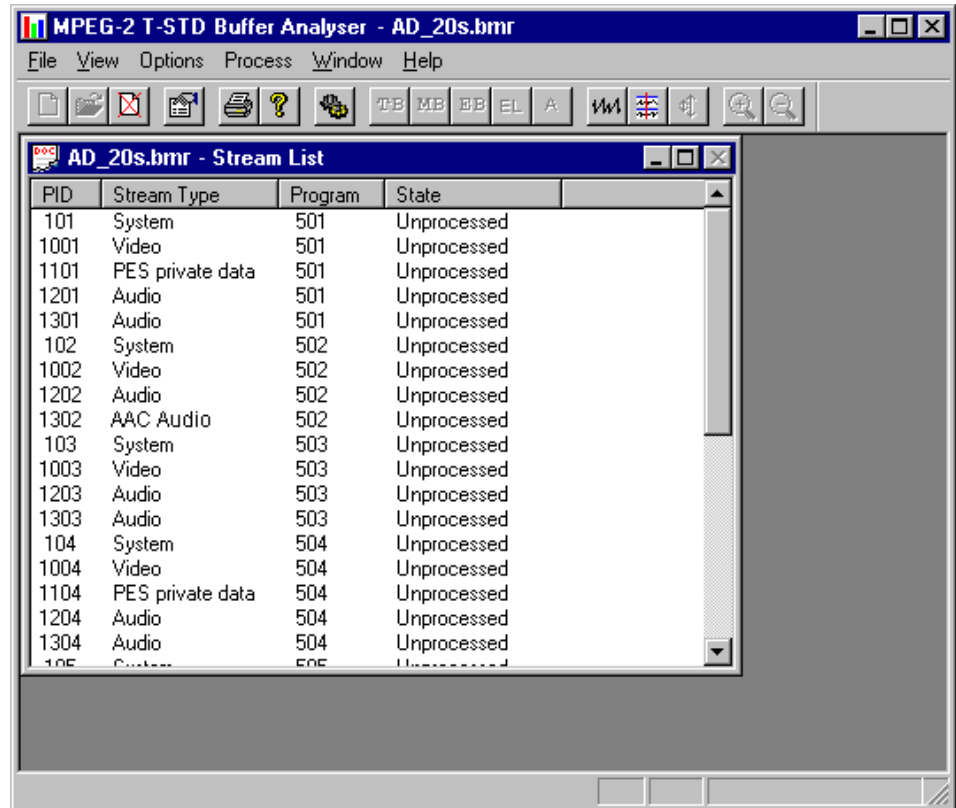 MPEG-2 T-STD Buffer Analyser - AD_20s.bmr
File View Options Process Window Help
TB MB EB EL A
AD_20s.bmr - Stream List
PID Stream Type Program State
101 System 501 Unprocessed
1001 Video 501 Unprocessed
1101 PES private data 501 Unprocessed
1201 Audio 501 Unprocessed
1301 Audio 501 Unprocessed
102 System 502 Unprocessed
1002 Video 502 Unprocessed
1202 Audio 502 Unprocessed
1302 AAC Audio 502 Unprocessed
103 System 503 Unprocessed
1003 Video 503 Unprocessed
1203 Audio 503 Unprocessed
1303 Audio 503 Unprocessed
104 System 504 Unprocessed
1004 Video 504 Unprocessed
1104 PES private data 504 Unprocessed
1204 Audio 504 Unprocessed
1304 Audio 504 Unprocessed
105 System 505 Unprocessed